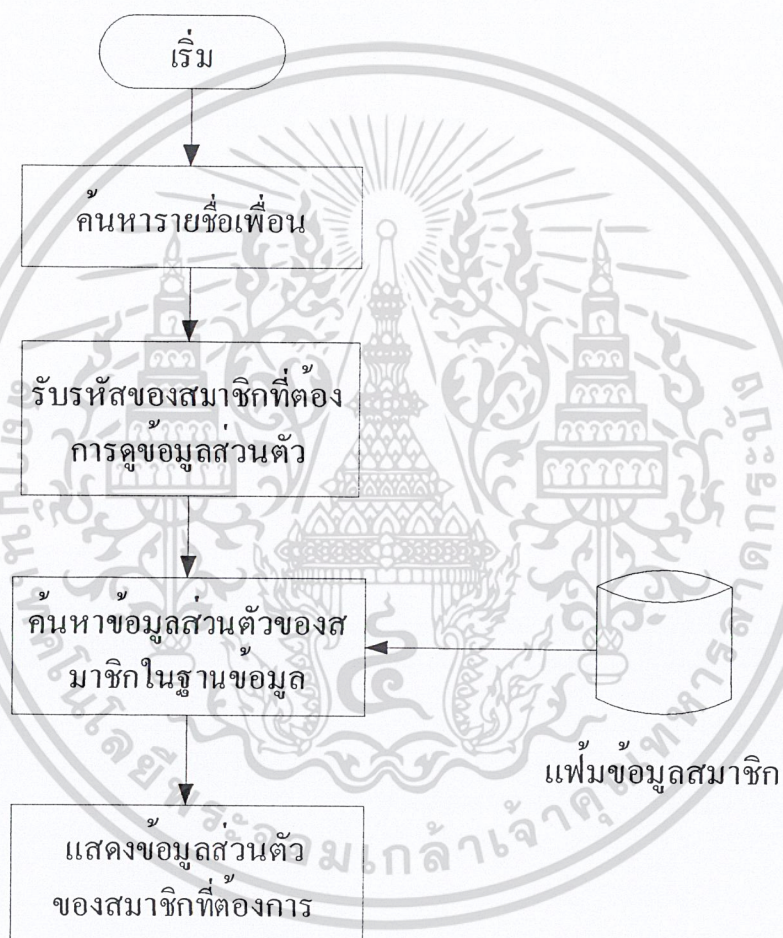 เริ่ม
ค้นหารายชื่อเพื่อน
รับรหัสของสมาชิกที่ต้อง
การดูข้อมูลส่วนตัว
ค้นหาข้อมูลส่วนตัวของส
มาชิกในฐานข้อมูล
แฟ้มข้อมูลสมาชิก
แสดงข้อมูลส่วนตัว
ของสมาชิกที่ต้องการ